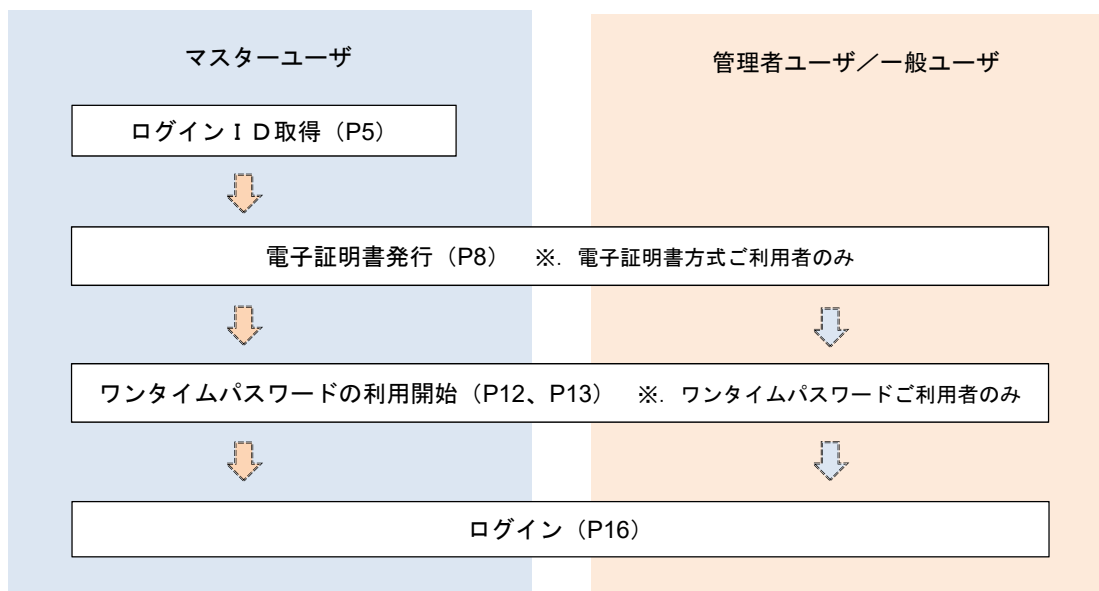 マスターユーザ
管理者ユーザ／一般ユーザ
ログインＩＤ取得（P5）
電子証明書発行（P8）　※．電子証明書方式ご利用者のみ
ワンタイムパスワードの利用開始（P12、P13）　※．ワンタイムパスワードご利用者のみ
ログイン（P16）